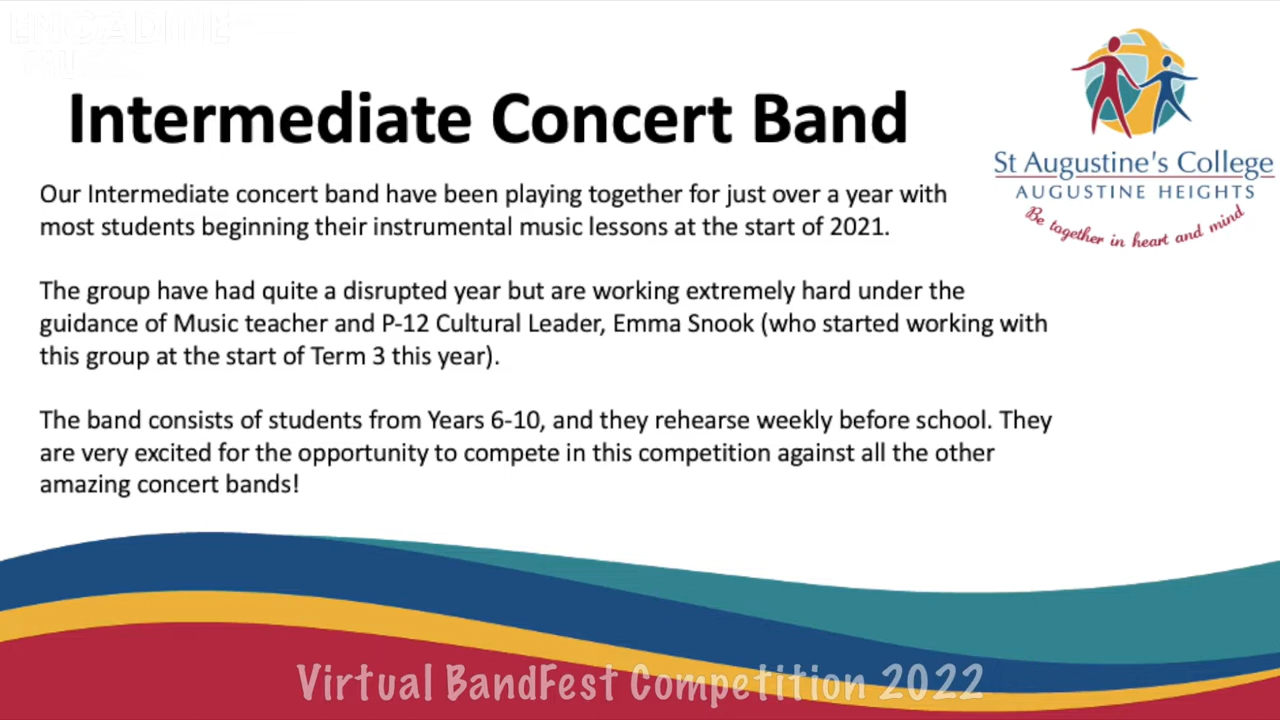 ENGADINE
MUSIC
Intermediate Concert Band
St Augustine's College
AUGUSTINE HEIGHTS
Be together in heart and mind
Our Intermediate concert band have been playing together for just over a year with
most students beginning their instrumental music lessons at the start of 2021.
The group have had quite a disrupted year but are working extremely hard under the
guidance of Music teacher and P-12 Cultural Leader, Emma Snook (who started working with
this group at the start of Term 3 this year).
The band consists of students from Years 6-10, and they rehearse weekly before school. They
are very excited for the opportunity to compete in this competition against all the other
amazing concert bands!
Virtual BandFest Competition 2022